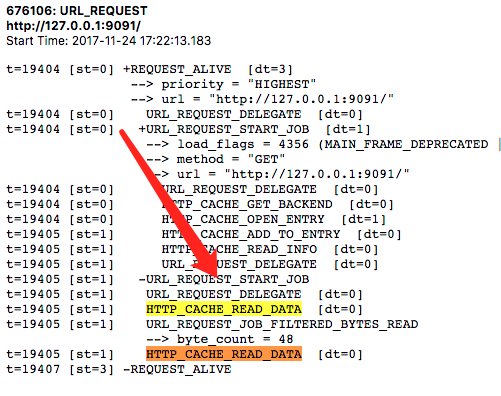 676106: URL_REQUEST
http://127.0.0.1:9091/
Start Time: 2017-11-24 17:22:13.183
t=19404 [st=0] +REQUEST_ALIVE [dt=3]
--> priority = "HIGHEST"
--> url = "http://127.0.0.1:9091/"
t=19404 [st=0] URL_REQUEST_DELEGATE [dt=0]
t=19404 [st=0] +URL_REQUEST_START_JOB [dt=1]
--> load_flags = 4356 (MAIN_FRAME_DEPRECATED |
--> method = "GET"
--> url = "http://127.0.0.1:9091/"
t=19404 [st=0] URL_REQUEST_DELEGATE [dt=0]
t=19404 [st=0] HTTP_CACHE_GET_BACKEND [dt=0]
t=19404 [st=0] HTTP_CACHE_OPEN_ENTRY [dt=1]
t=19405 [st=1] HTTP_CACHE_ADD_TO_ENTRY [dt=0]
t=19405 [st=1] HTTP_CACHE_READ_INFO [dt=0]
t=19405 [st=1] URL_REQUEST_DELEGATE [dt=0]
t=19405 [st=1] -URL_REQUEST_START_JOB
t=19405 [st=1] URL_REQUEST_DELEGATE [dt=0]
t=19405 [st=1] HTTP_CACHE_READ_DATA [dt=0]
t=19405 [st=1] URL_REQUEST_JOB_FILTERED_BYTES_READ
--> byte_count = 48
t=19405 [st=1] HTTP_CACHE_READ_DATA [dt=0]
t=19407 [st=3] -REQUEST_ALIVE